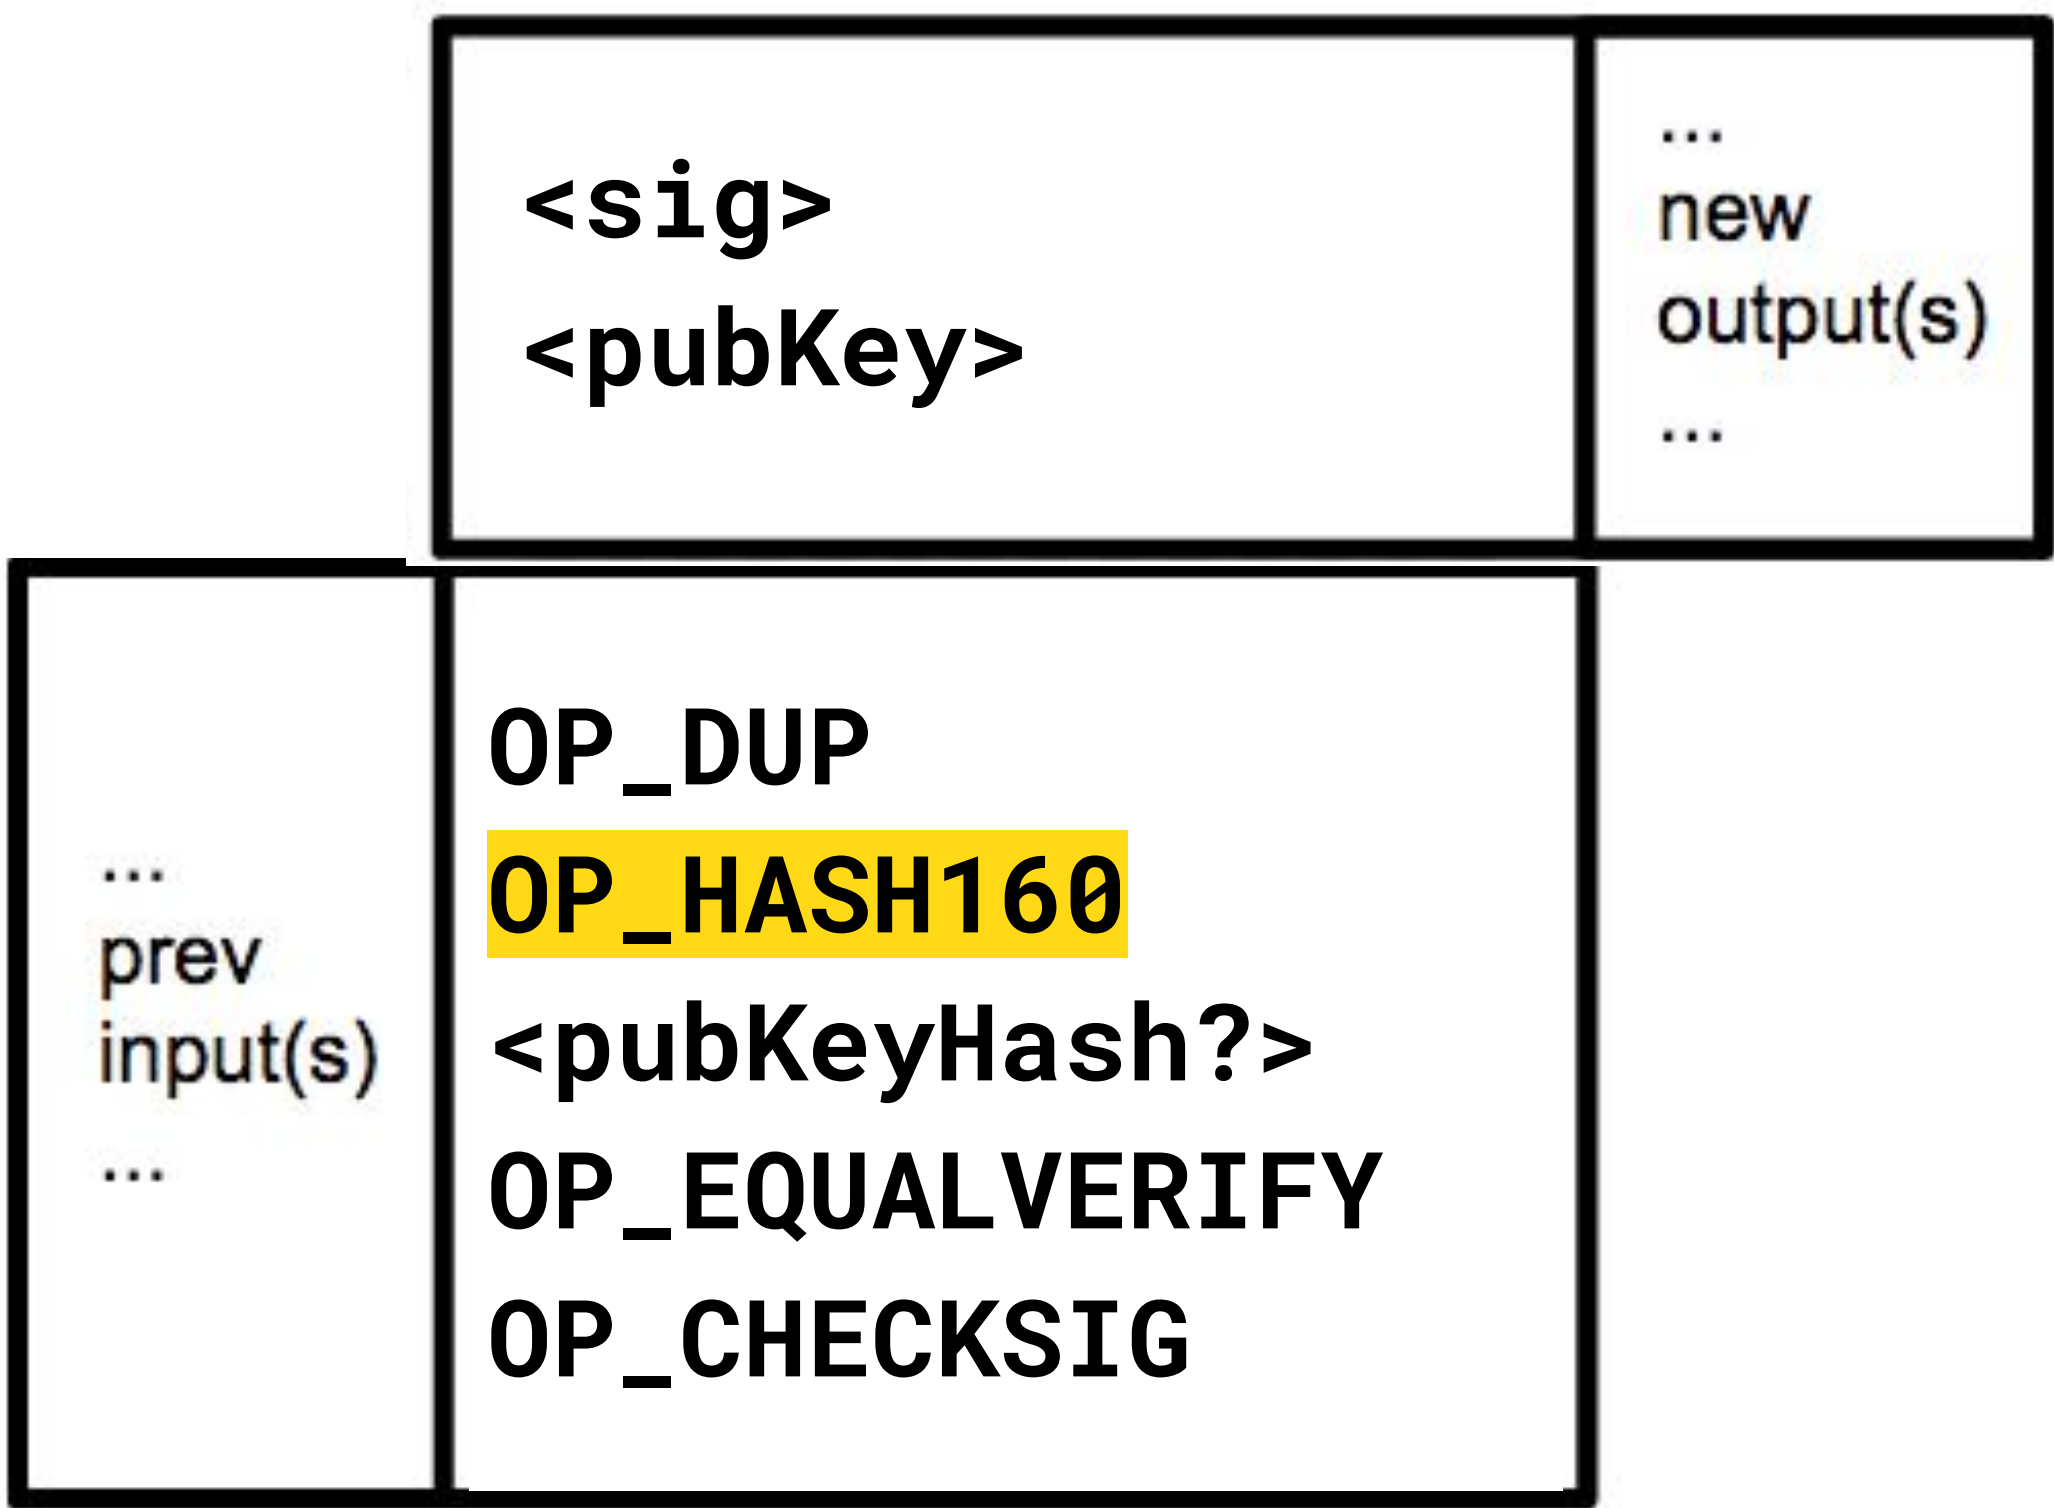 <sig>
<pubKey>
...
new
output(s)
...
...
prev
input(s)
...
OP_DUP
OP_HASH160
<pubKeyHash?>
OP_EQUALVERIFY
OP_CHECKSIG